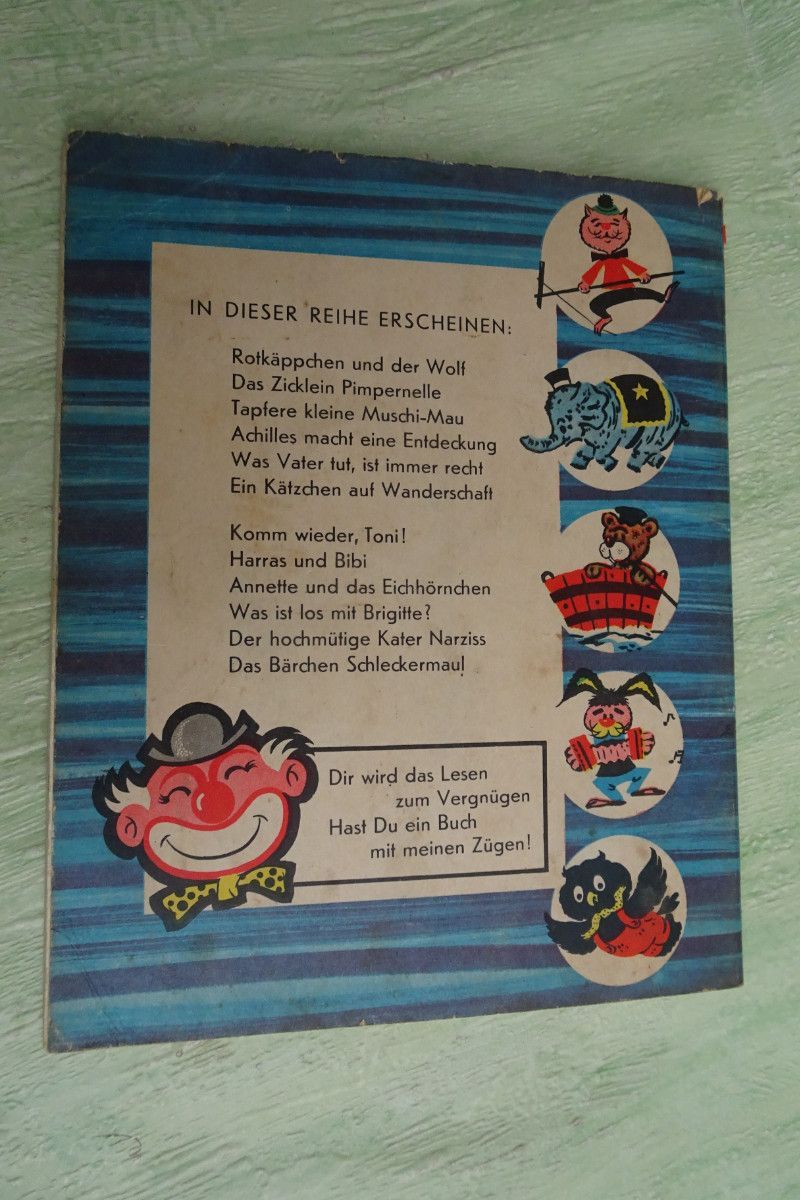 IN DIESER REIHE ERSCHEINEN:
Rotkäppchen und der Wolf
Das Zicklein Pimpernelle
Tapfere kleine Muschi-Mau
Achilles macht eine Entdeckung
Was Vater tut, ist immer recht
Ein Kätzchen auf Wanderschaft
Komm wieder, Toni!
Harras und Bibi
Annette und das Eichhörnchen
Was ist los mit Brigitte?
Der hochmütige Kater Narziss
Das Bärchen Schleckermaul
Dir wird das Lesen
zum Vergnügen
Hast Du ein Buch
mit meinen Zügen!